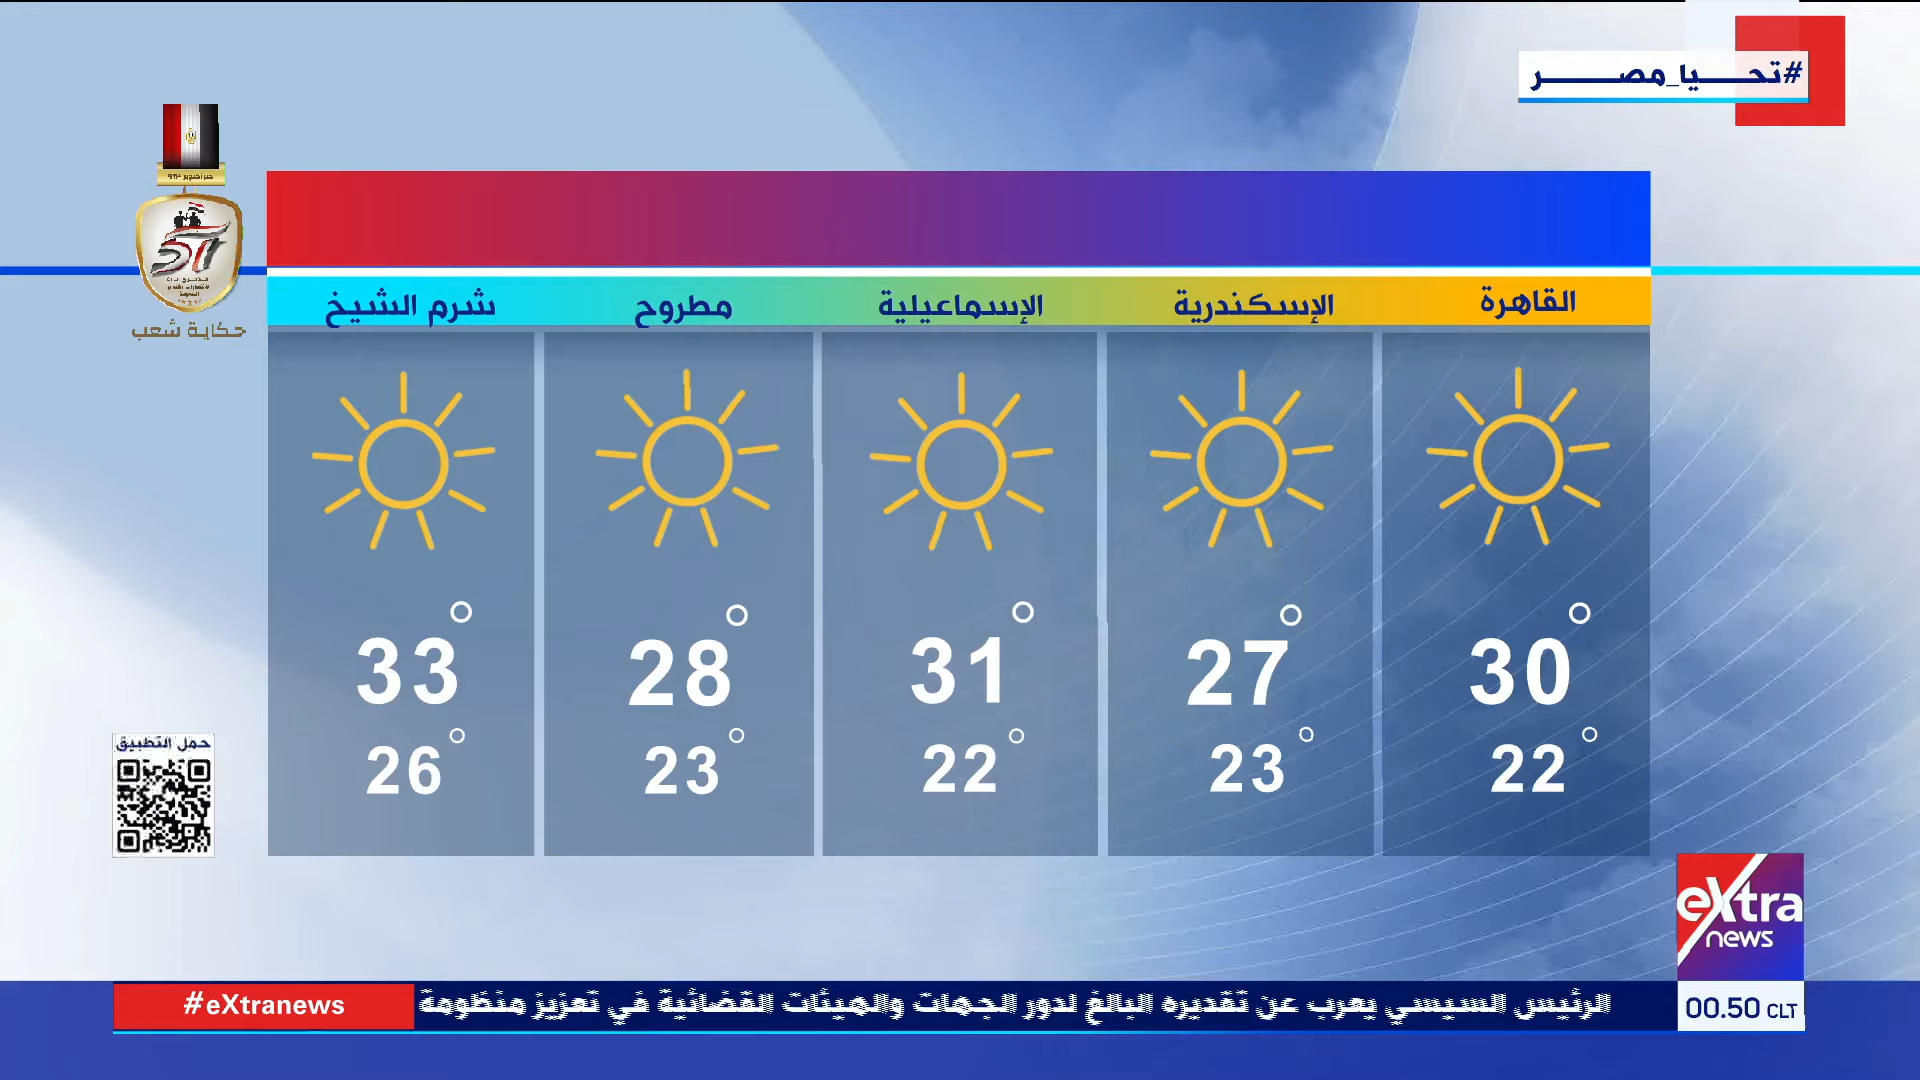 #تحــــيا_مصـــــــر
القاهرة الإسكندرية الإسماعيلية مطروح شرم الشيخ
30° 27° 31° 28° 33°
22° 23° 22° 23° 26°
حكاية شعب
حمل التطبيق
eXtra
news
الرئيس السيسي يعرب عن تقديره البالغ لدور الجهات والهيئات القضائية في تعزيز منظومة
#eXtranews
00.50 CLT